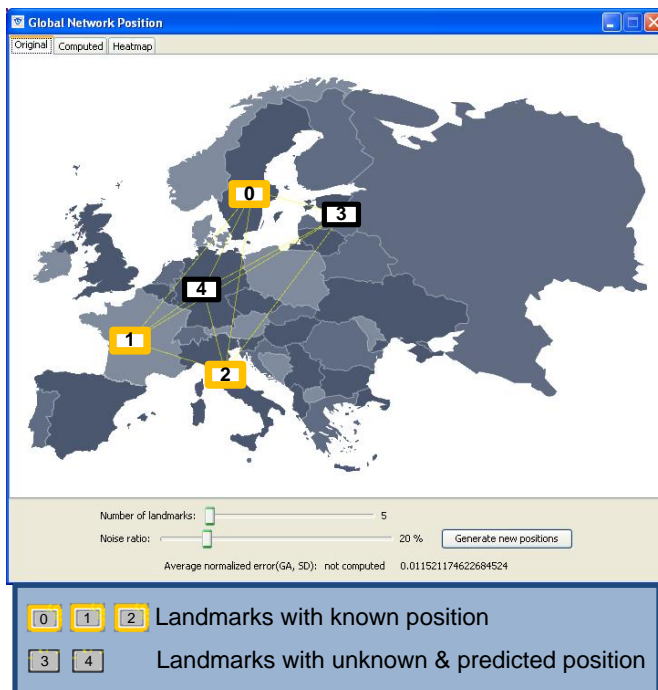 Global Network Position
Original Computed Heatmap
0
3
4
1
2
Number of landmarks: 5
Noise ratio: 20 % Generate new positions
Average normalized error(GA, SD): not computed 0.011521174622684524
0 1 2 Landmarks with known position
3 4 Landmarks with unknown & predicted position